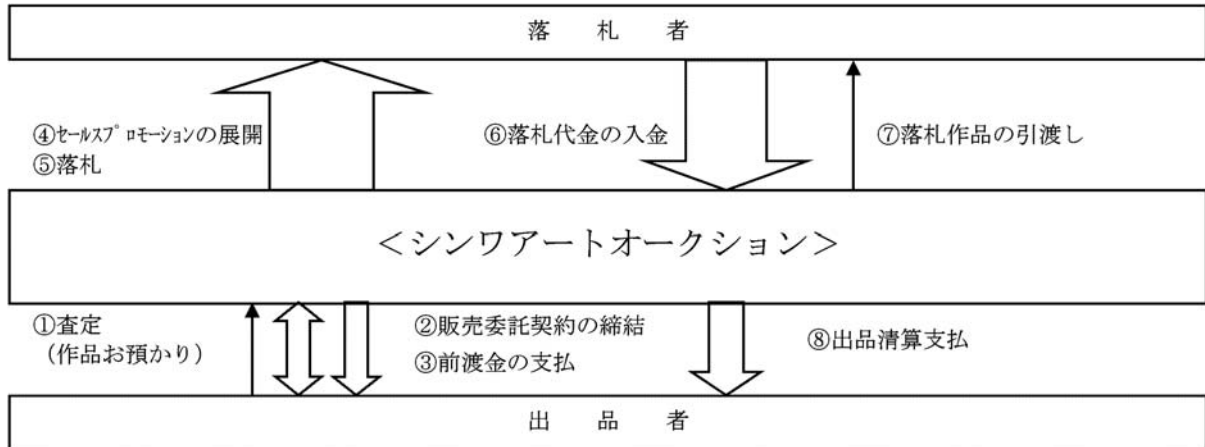 落札者
④ｾｰﾙｽﾌﾟﾛﾓｰｼｮﾝの展開
⑤落札
⑥落札代金の入金
⑦落札作品の引渡し
＜シンワアートオークション＞
①査定
（作品お預かり）
②販売委託契約の締結
③前渡金の支払
⑧出品清算支払
出品者